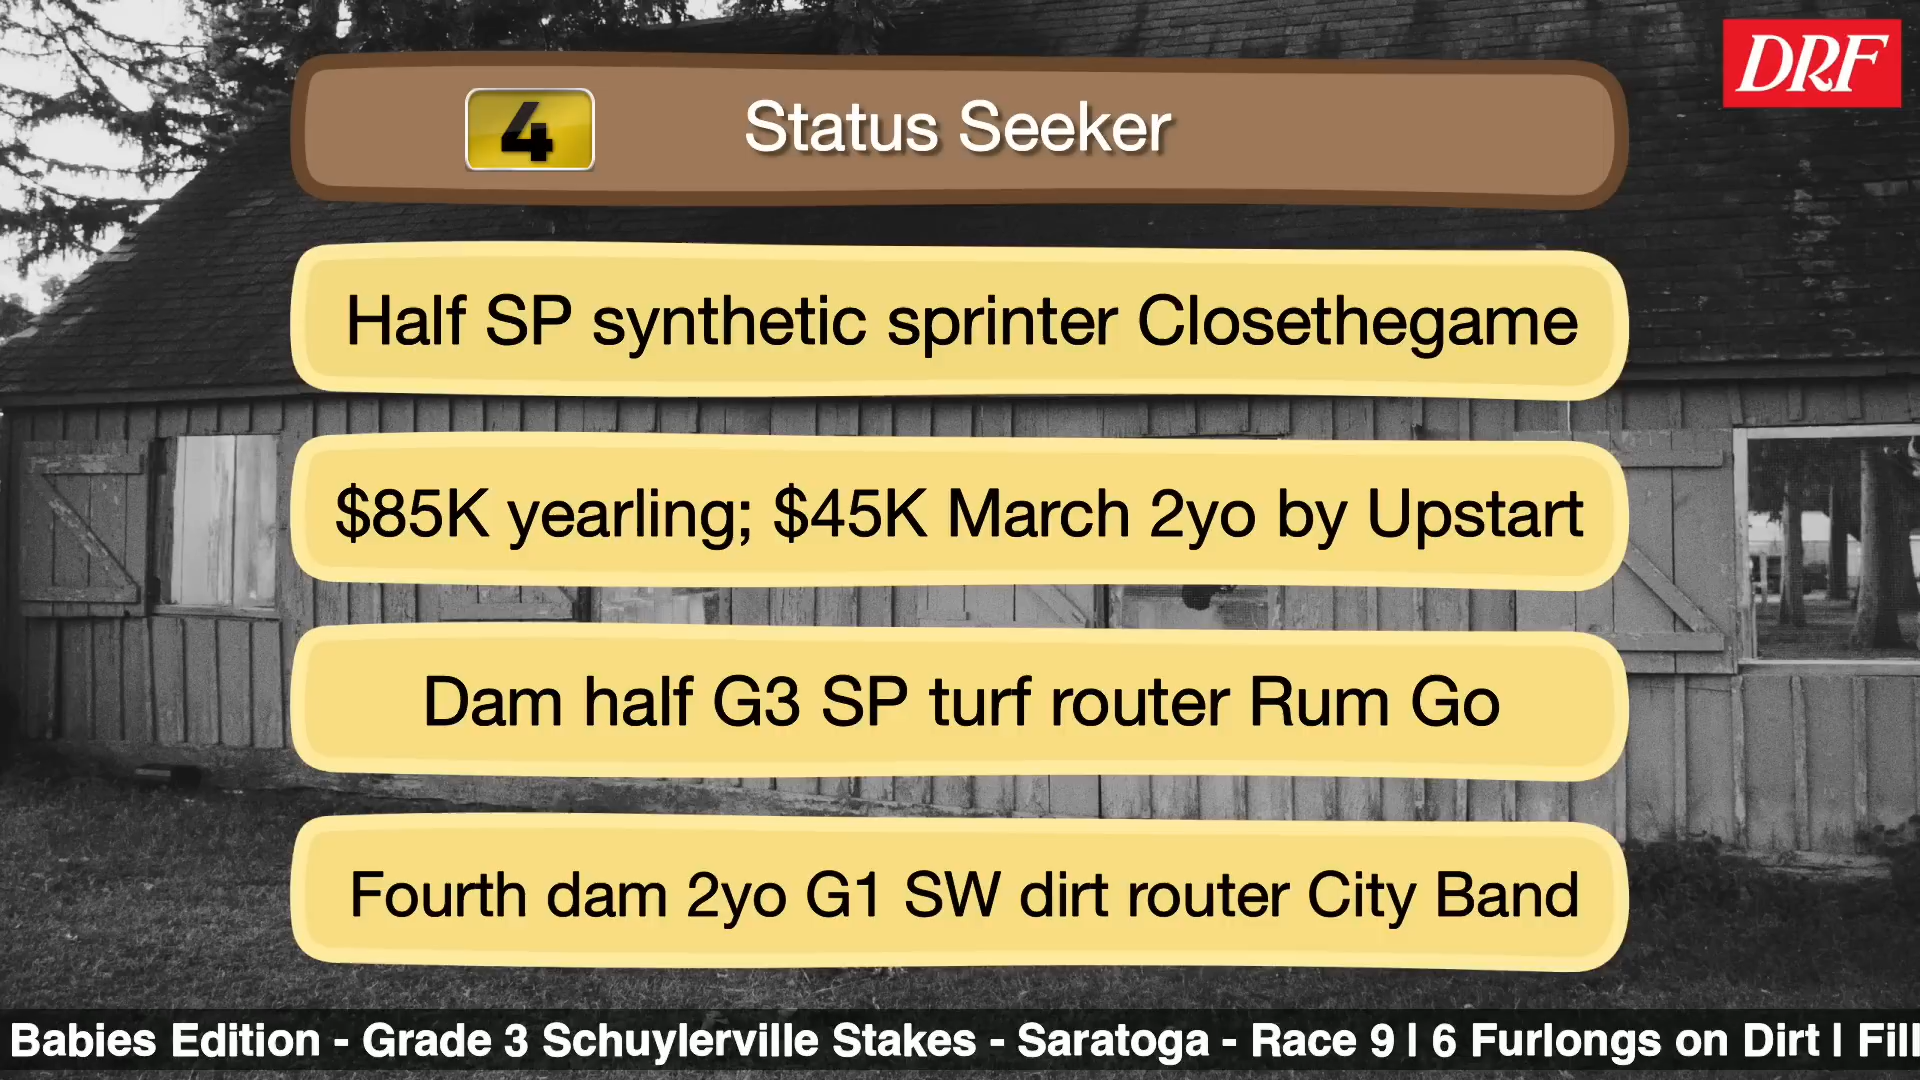 DRF
4 Status Seeker
Half SP synthetic sprinter Closethegame
$85K yearling; $45K March 2yo by Upstart
Dam half G3 SP turf router Rum Go
Fourth dam 2yo G1 SW dirt router City Band
Babies Edition - Grade 3 Schuylerville Stakes - Saratoga - Race 9 | 6 Furlongs on Dirt | Fill